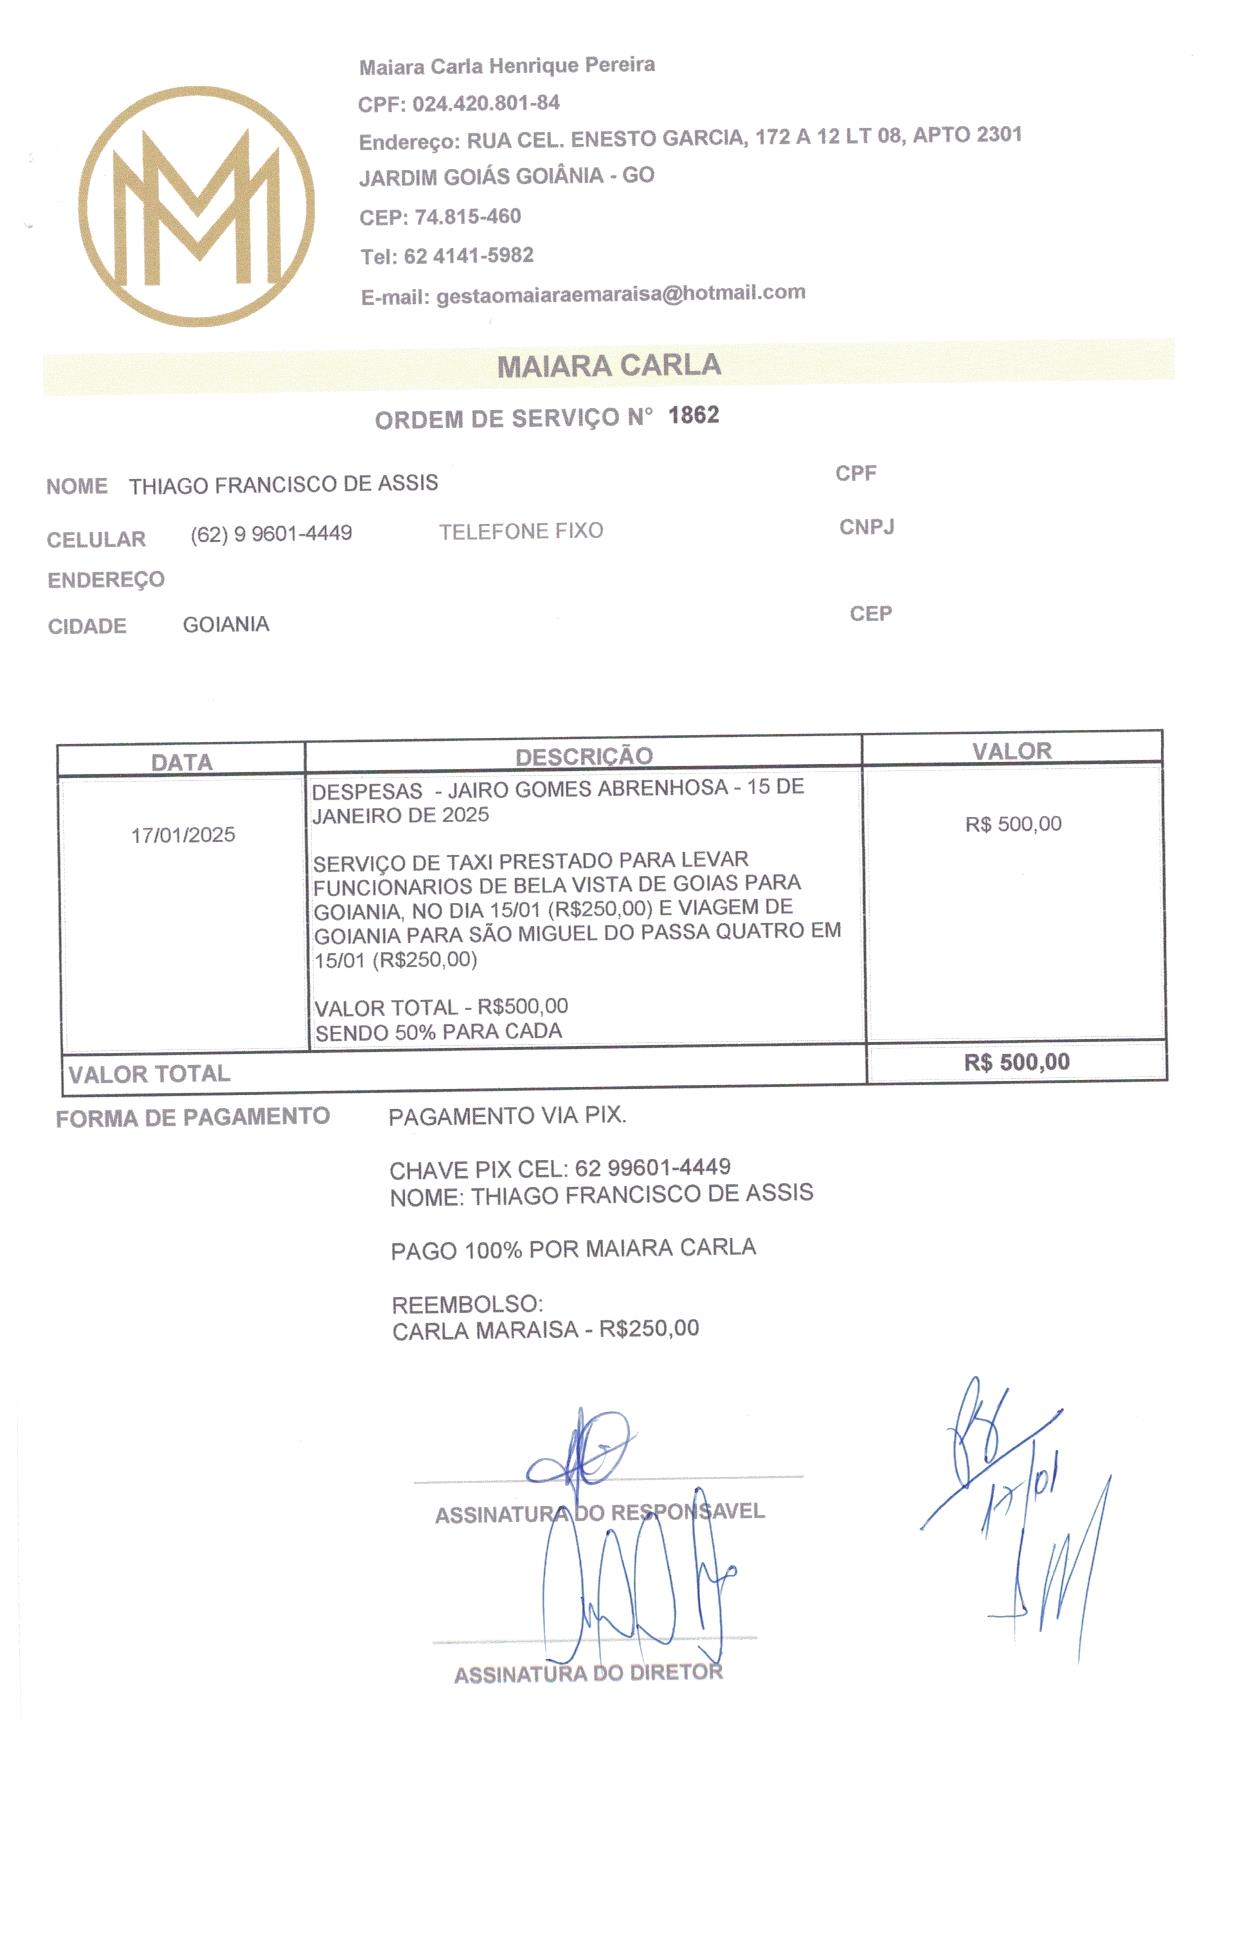 Maiara Carla Henrique Pereira
CPF: 024.420.801-84
Endereço: RUA CEL. ENESTO GARCIA, 172 A 12 LT 08, APTO 2301
JARDIM GOIÁS GOIÂNIA - GO
CEP: 74.815-460
Tel: 62 4141-5982
E-mail: gestaomaiaraemaraisa@hotmail.com
MAIARA CARLA
ORDEM DE SERVIÇO N° 1862
NOME THIAGO FRANCISCO DE ASSIS CPF
CELULAR (62) 9 9601-4449 TELEFONE FIXO CNPJ
ENDEREÇO
CIDADE GOIANIA CEP
DATA DESCRIÇÃO VALOR
DESPESAS - JAIRO GOMES ABRENHOSA - 15 DE
JANEIRO DE 2025
17/01/2025 R$ 500,00
SERVIÇO DE TAXI PRESTADO PARA LEVAR
FUNCIONARIOS DE BELA VISTA DE GOIAS PARA
GOIANIA, NO DIA 15/01 (R$250,00) E VIAGEM DE
GOIANIA PARA SÃO MIGUEL DO PASSA QUATRO EM
15/01 (R$250,00)
VALOR TOTAL - R$500,00
SENDO 50% PARA CADA
VALOR TOTAL R$ 500,00
FORMA DE PAGAMENTO PAGAMENTO VIA PIX.
CHAVE PIX CEL: 62 99601-4449
NOME: THIAGO FRANCISCO DE ASSIS
PAGO 100% POR MAIARA CARLA
REEMBOLSO:
CARLA MARAISA - R$250,00
17/01
ASSINATURA DO RESPONSAVEL
ASSINATURA DO DIRETOR